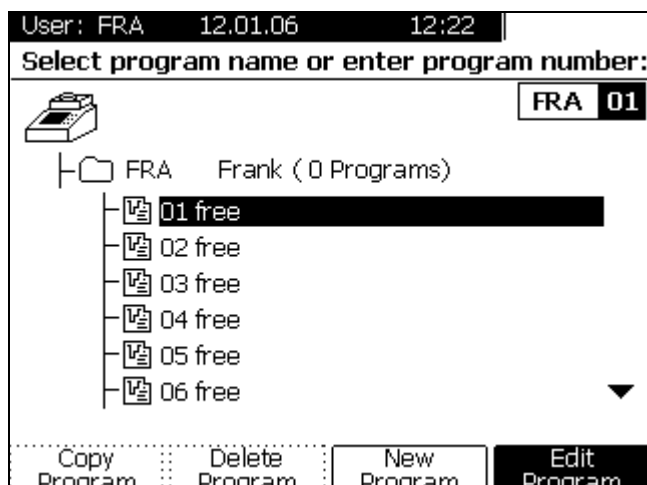 User: FRA 12.01.06 12:22
Select program name or enter program number:
FRA 01
FRA Frank ( 0 Programs)
01 free
02 free
03 free
04 free
05 free
06 free
Copy Program
Delete Program
New Program
Edit Program